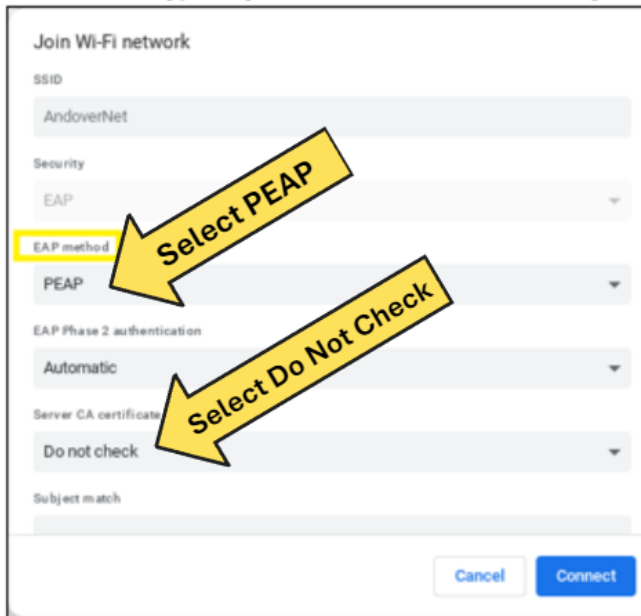 Join Wi-Fi network
SSID
AndoverNet
Security
EAP
Select PEAP
EAP method
PEAP
EAP Phase 2 authentication
Automatic
Select Do Not Check
Server CA certificate
Do not check
Subject match
Cancel
Connect